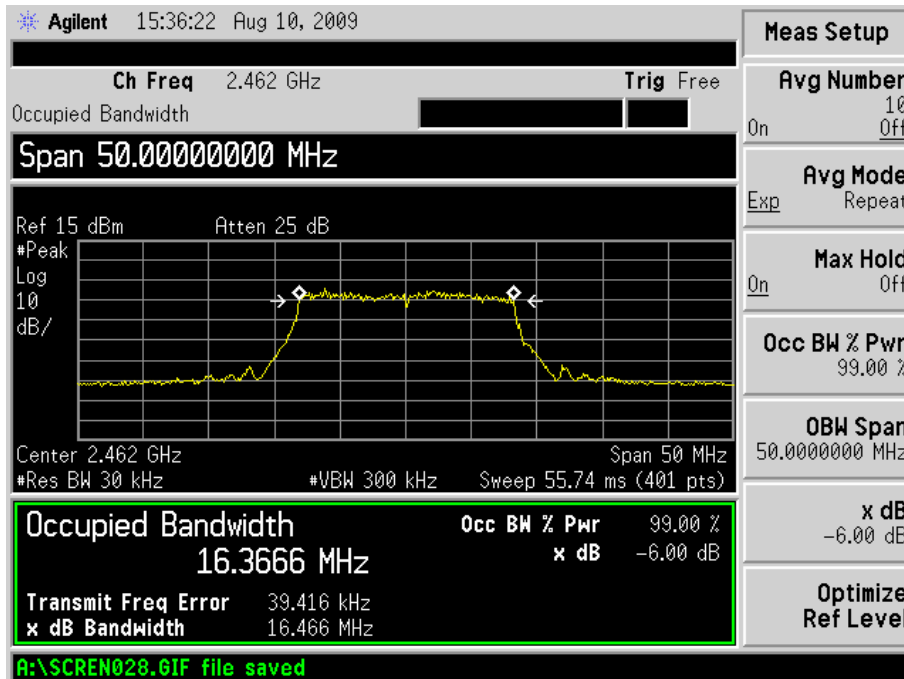 Agilent 15:36:22 Aug 10, 2009
Ch Freq 2.462 GHz Trig Free
Occupied Bandwidth
Span 50.00000000 MHz
Ref 15 dBm Atten 25 dB
#Peak
Log
10
dB/
Center 2.462 GHz Span 50 MHz
#Res BW 30 kHz #VBW 300 kHz Sweep 55.74 ms (401 pts)
Occupied Bandwidth
16.3666 MHz
Occ BW % Pwr 99.00 %
x dB -6.00 dB
Transmit Freq Error 39.416 kHz
x dB Bandwidth 16.466 MHz
A:\SCREN028.GIF file saved
Meas Setup
Avg Number
10
On Off
Avg Mode
Exp Repeat
Max Hold
On Off
Occ BW % Pwr
99.00 %
OBW Span
50.0000000 MHz
x dB
-6.00 dB
Optimize
Ref Level